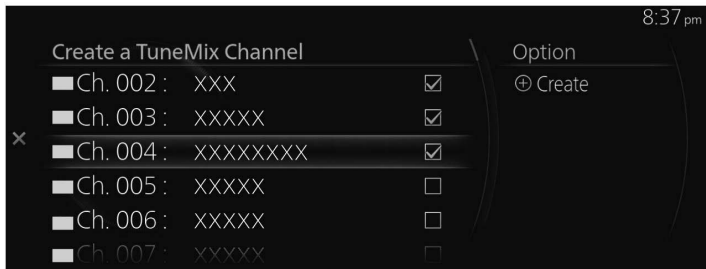 8:37 pm
Create a TuneMix Channel
Option
Ch. 002 : XXX
Create
Ch. 003 : XXXXX
Ch. 004 : XXXXXXXX
Ch. 005 : XXXXX
Ch. 006 : XXXXX
Ch. 007 : XXXXX